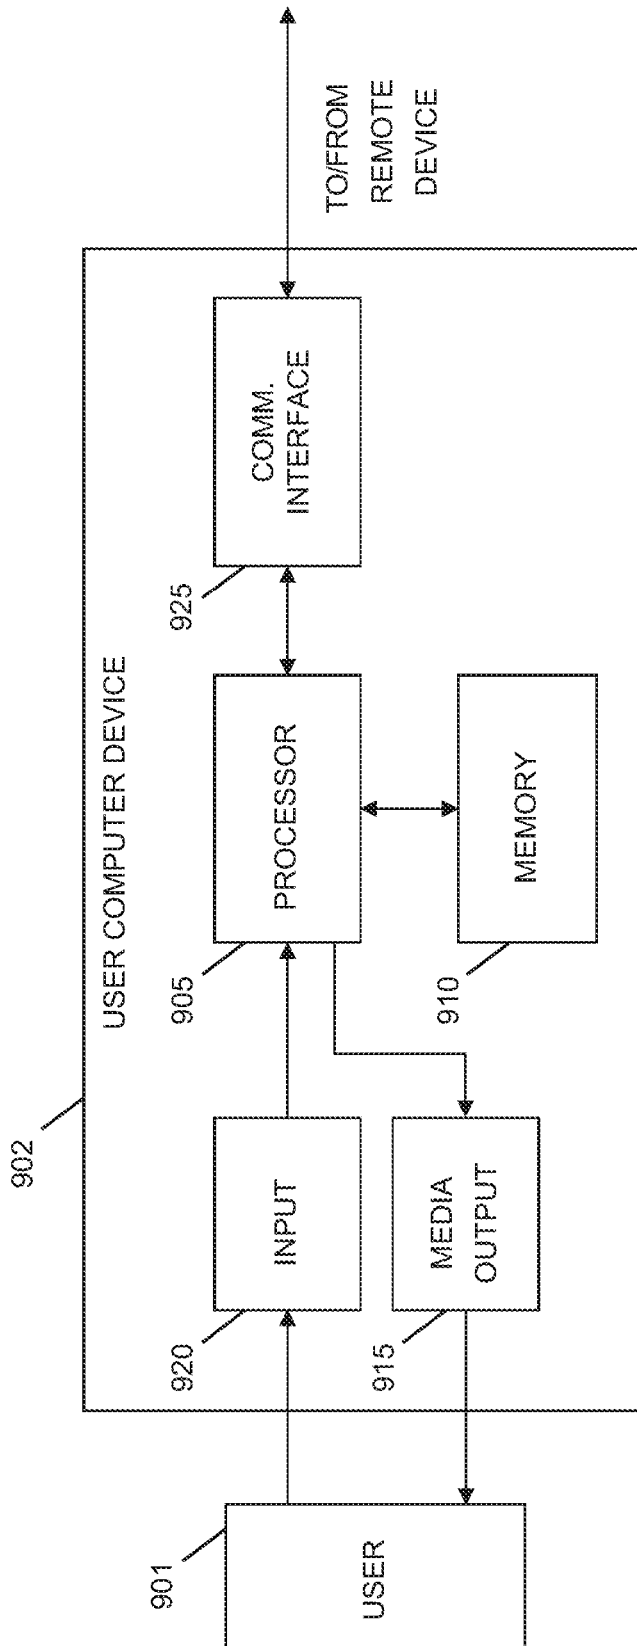 902
USER COMPUTER DEVICE
901
USER
920
INPUT
905
PROCESSOR
925
COMM.
INTERFACE
TO/FROM
REMOTE
DEVICE
915
MEDIA
OUTPUT
910
MEMORY